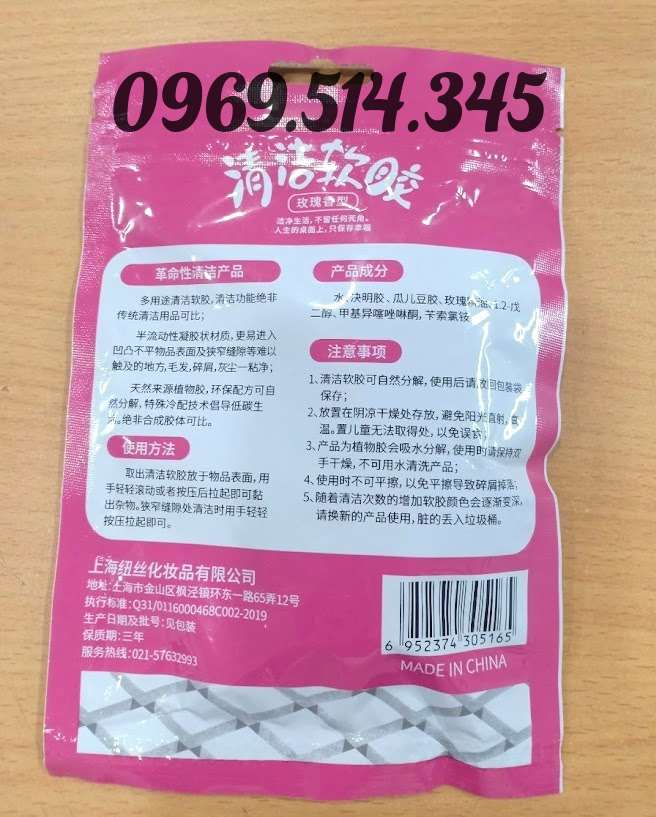 0969.514.345
清洁软胶
玫瑰香型
洁净生活,不留任何死角。
人生的桌面上,只保存幸福
革命性清洁产品
多用途清洁软胶,清洁功能绝非
传统清洁用品可比;
半流动性凝胶状材质,更易进入
凹凸不平物品表面及狭窄缝隙等难以
触及的地方,毛发,碎屑,灰尘一粘净;
天然来源植物胶,环保配方可自
然分解,特殊冷配技术倡导低碳生
绝非合成胶体可比。
使用方法
取出清洁软胶放于物品表面,用
手轻轻滚动或者按压后拉起即可黏
出杂物。狭窄缝隙处清洁时用手轻轻
按压拉起即可。
产品成分
水、决明胶、瓜儿豆胶、玫瑰精油、1.2-戊
二醇、甲基异噻唑啉酮,苄索氯铵
注意事项
1、清洁软胶可自然分解,使用后请放回包装袋
保存;
2、放置在阴凉干燥处存放,避免阳光直射,高
温。置儿童无法取得处,以免误食;
3、产品为植物胶会吸水分解,使用时请保持双
手干燥,不可用水清洗产品;
4、使用时不可平擦,以免平擦导致碎屑掉落;
5、随着清洁次数的增加软胶颜色会逐渐变深,
请换新的产品使用,脏的丢入垃圾桶。
上海纽丝化妆品有限公司
地址:上海市金山区枫泾镇环东一路65弄12号
执行标准:Q31/0116000468C002-2019
生产日期及批号:见包装
保质期:三年
服务热线:021-57632993
6 952374 305165
MADE IN CHINA